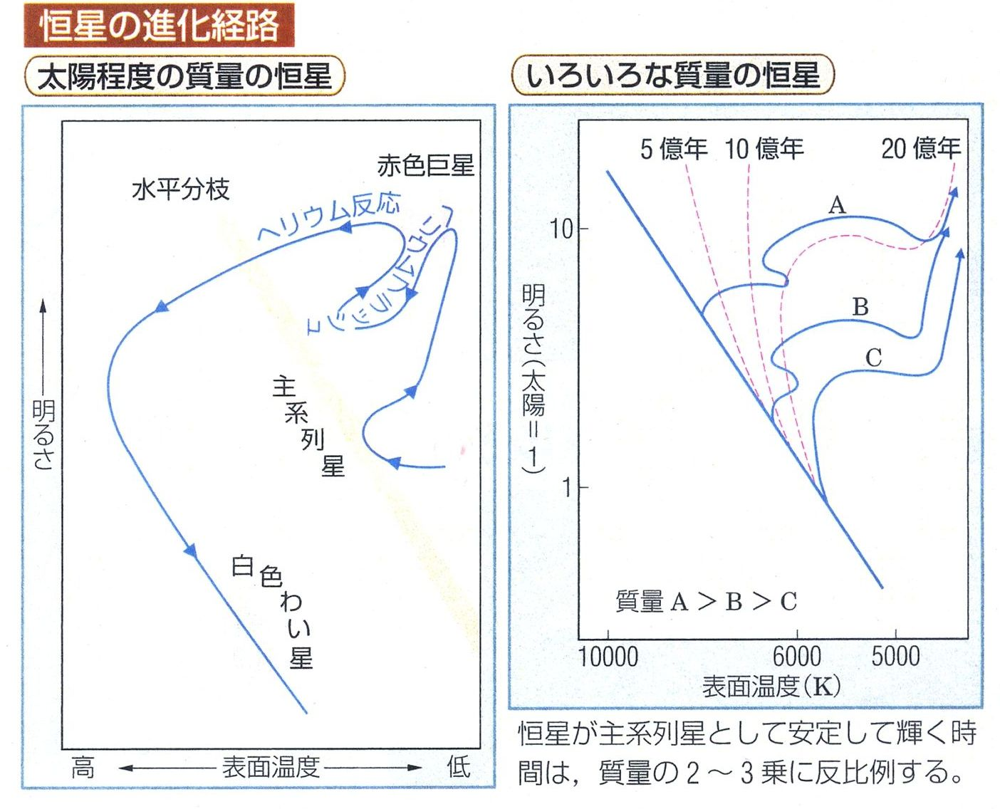 恒星の進化経路
太陽程度の質量の恒星
水平分枝
赤色巨星
ヘリウム反応
ヘリウムフラッシュ
主系列星
白色わい星
明るさ
高
表面温度
低
いろいろな質量の恒星
5億年 10億年 20億年
A
10
B
C
明るさ(太陽=1)
1
質量 A > B > C
10000 6000 5000
表面温度(K)
恒星が主系列星として安定して輝く時
間は,質量の2〜3乗に反比例する。